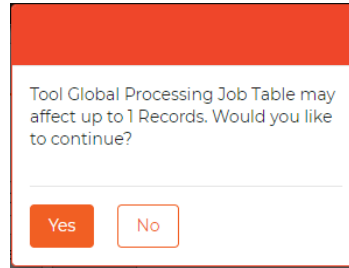 Tool Global Processing Job Table may
affect up to 1 Records. Would you like
to continue?
Yes
No